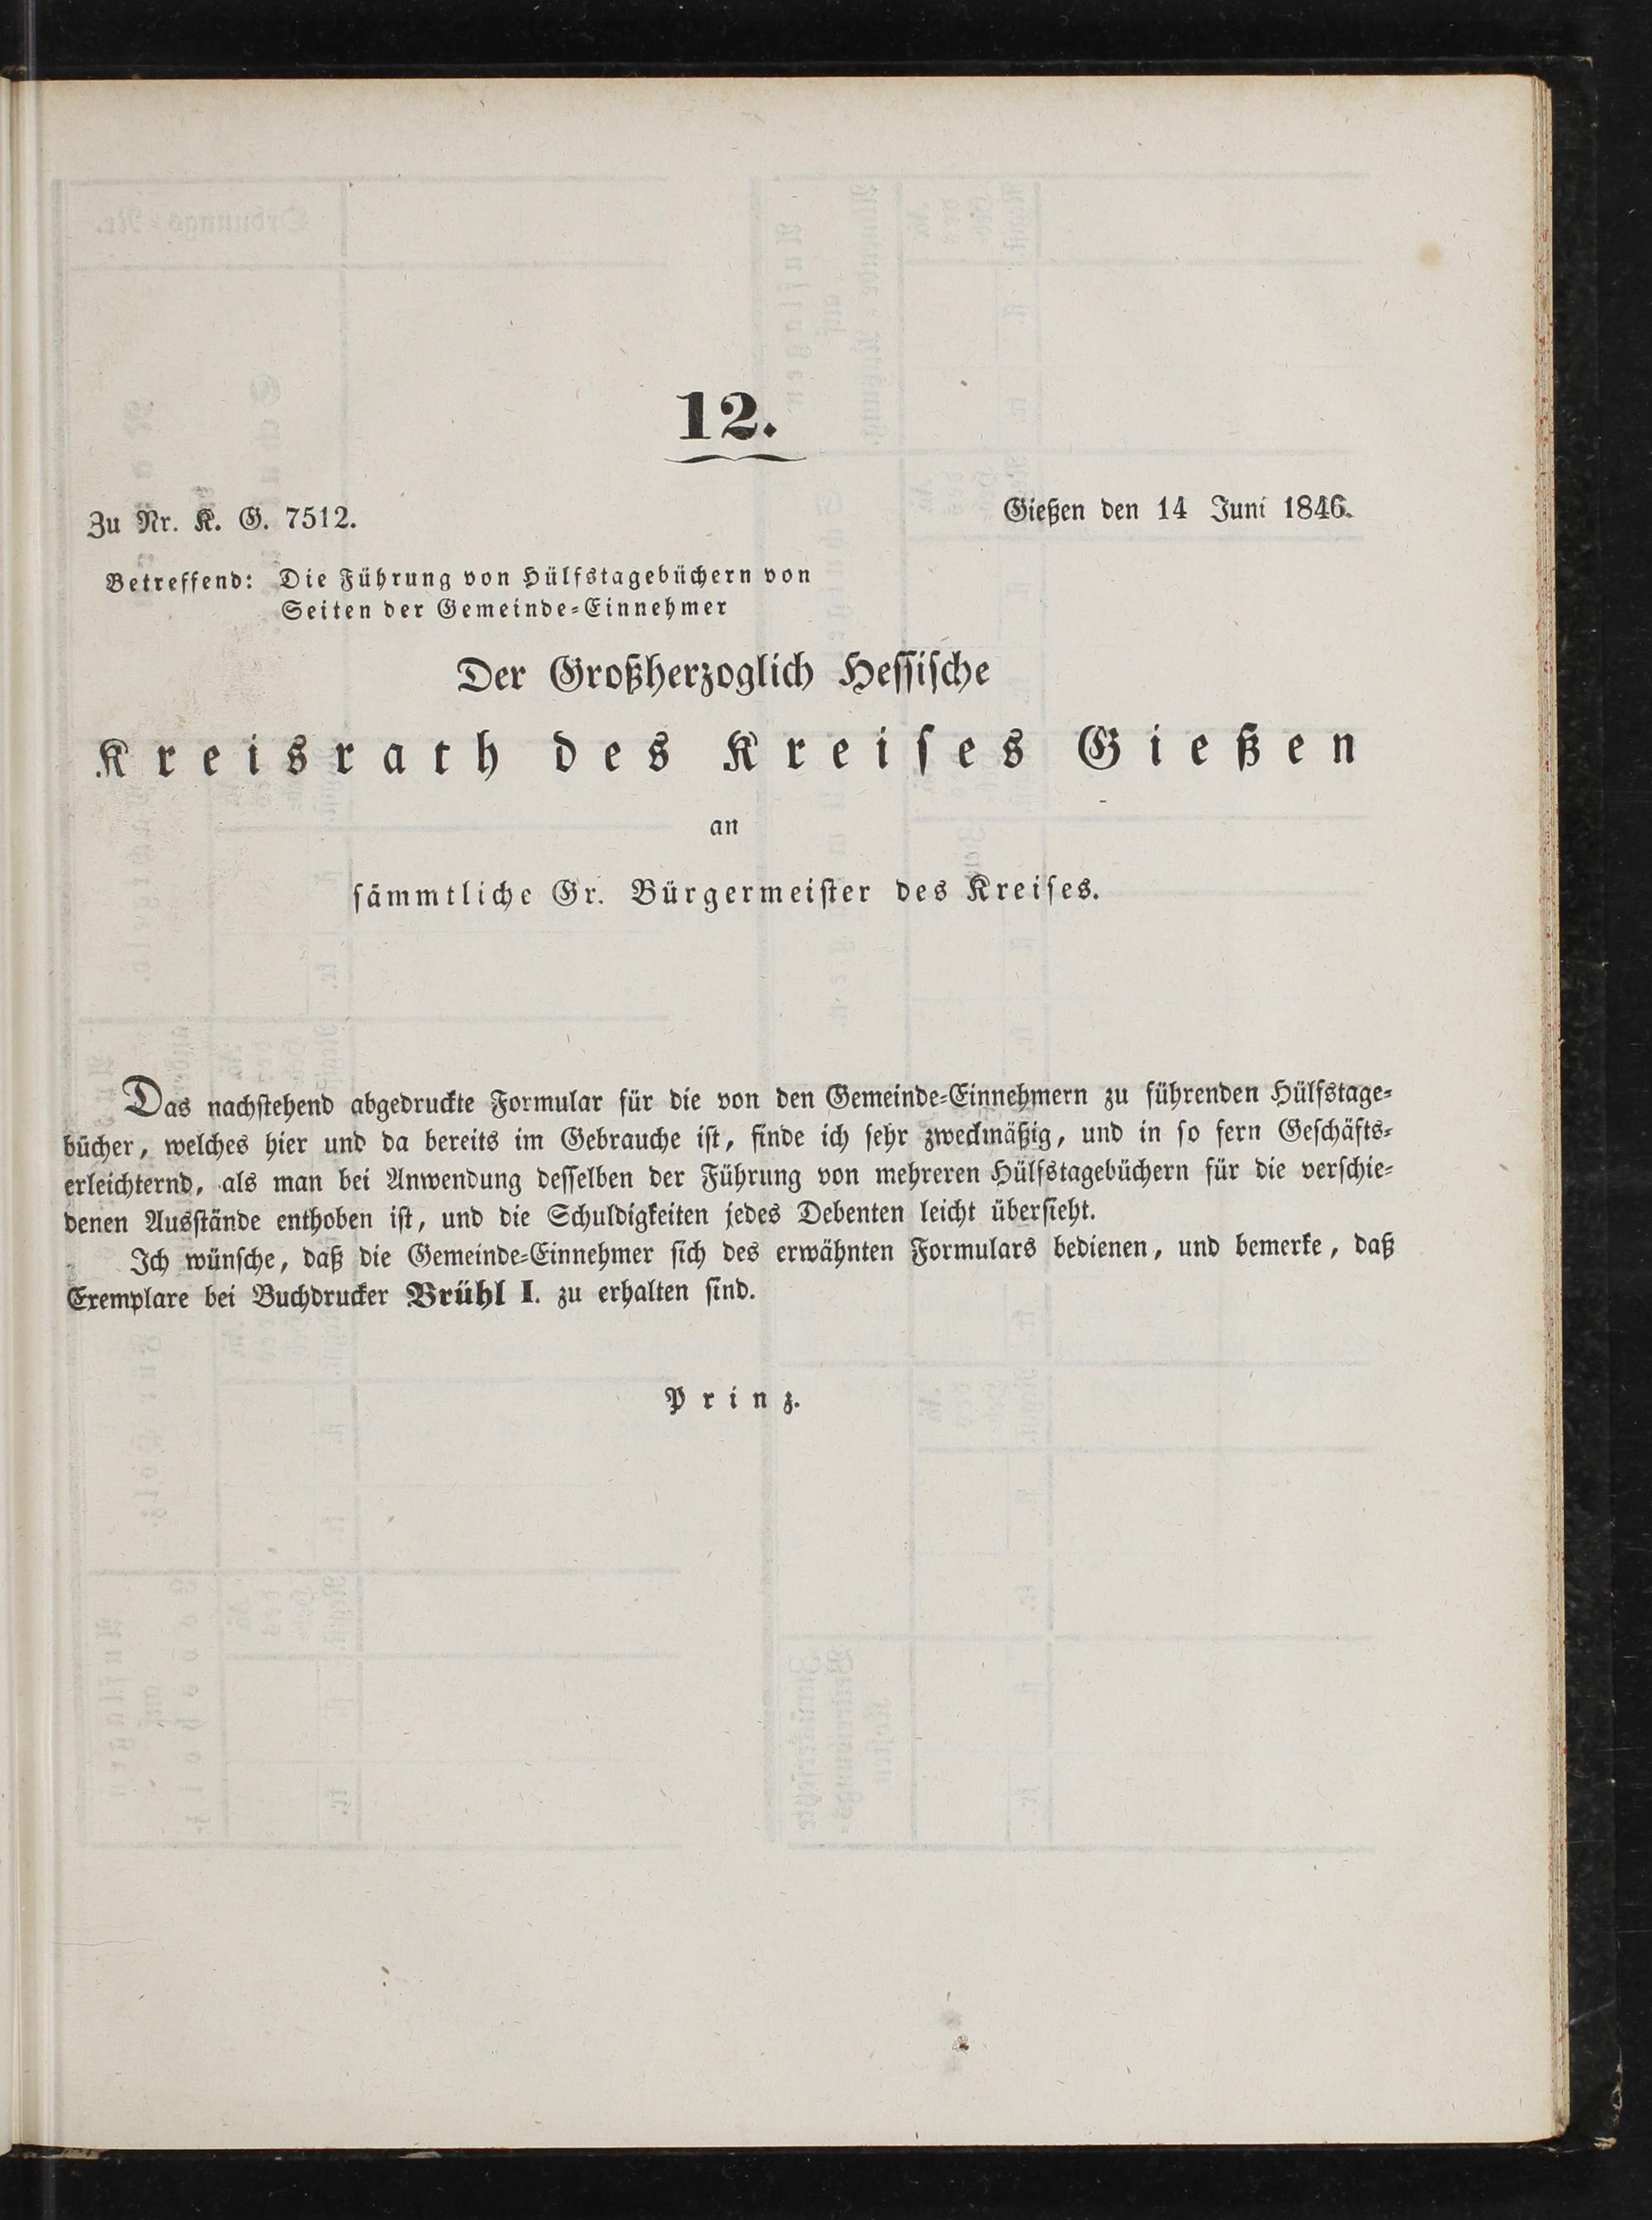 12.
Zu Nr. K. G. 7512.
Gießen den 14 Juni 1846.
Betreffend: Die Führung von Hülfstagebüchern von
Seiten der Gemeinde=Einnehmer
Der Großherzoglich Hessische
Kreisrath des Kreises Gießen
an
sämmtliche Gr. Bürgermeister des Kreises.
Das nachstehend abgedruckte Formular für die von den Gemeinde=Einnehmern zu führenden Hülfstage=
bücher, welches hier und da bereits im Gebrauche ist, finde ich sehr zweckmäßig, und in so fern Geschäfts=
erleichternd, als man bei Anwendung desselben der Führung von mehreren Hülfstagebüchern für die verschie=
denen Ausstände enthoben ist, und die Schuldigkeiten jedes Debenten leicht übersieht.
Ich wünsche, daß die Gemeinde=Einnehmer sich des erwähnten Formulars bedienen, und bemerke, daß
Exemplare bei Buchdrucker Brühl I. zu erhalten sind.
Prinz.